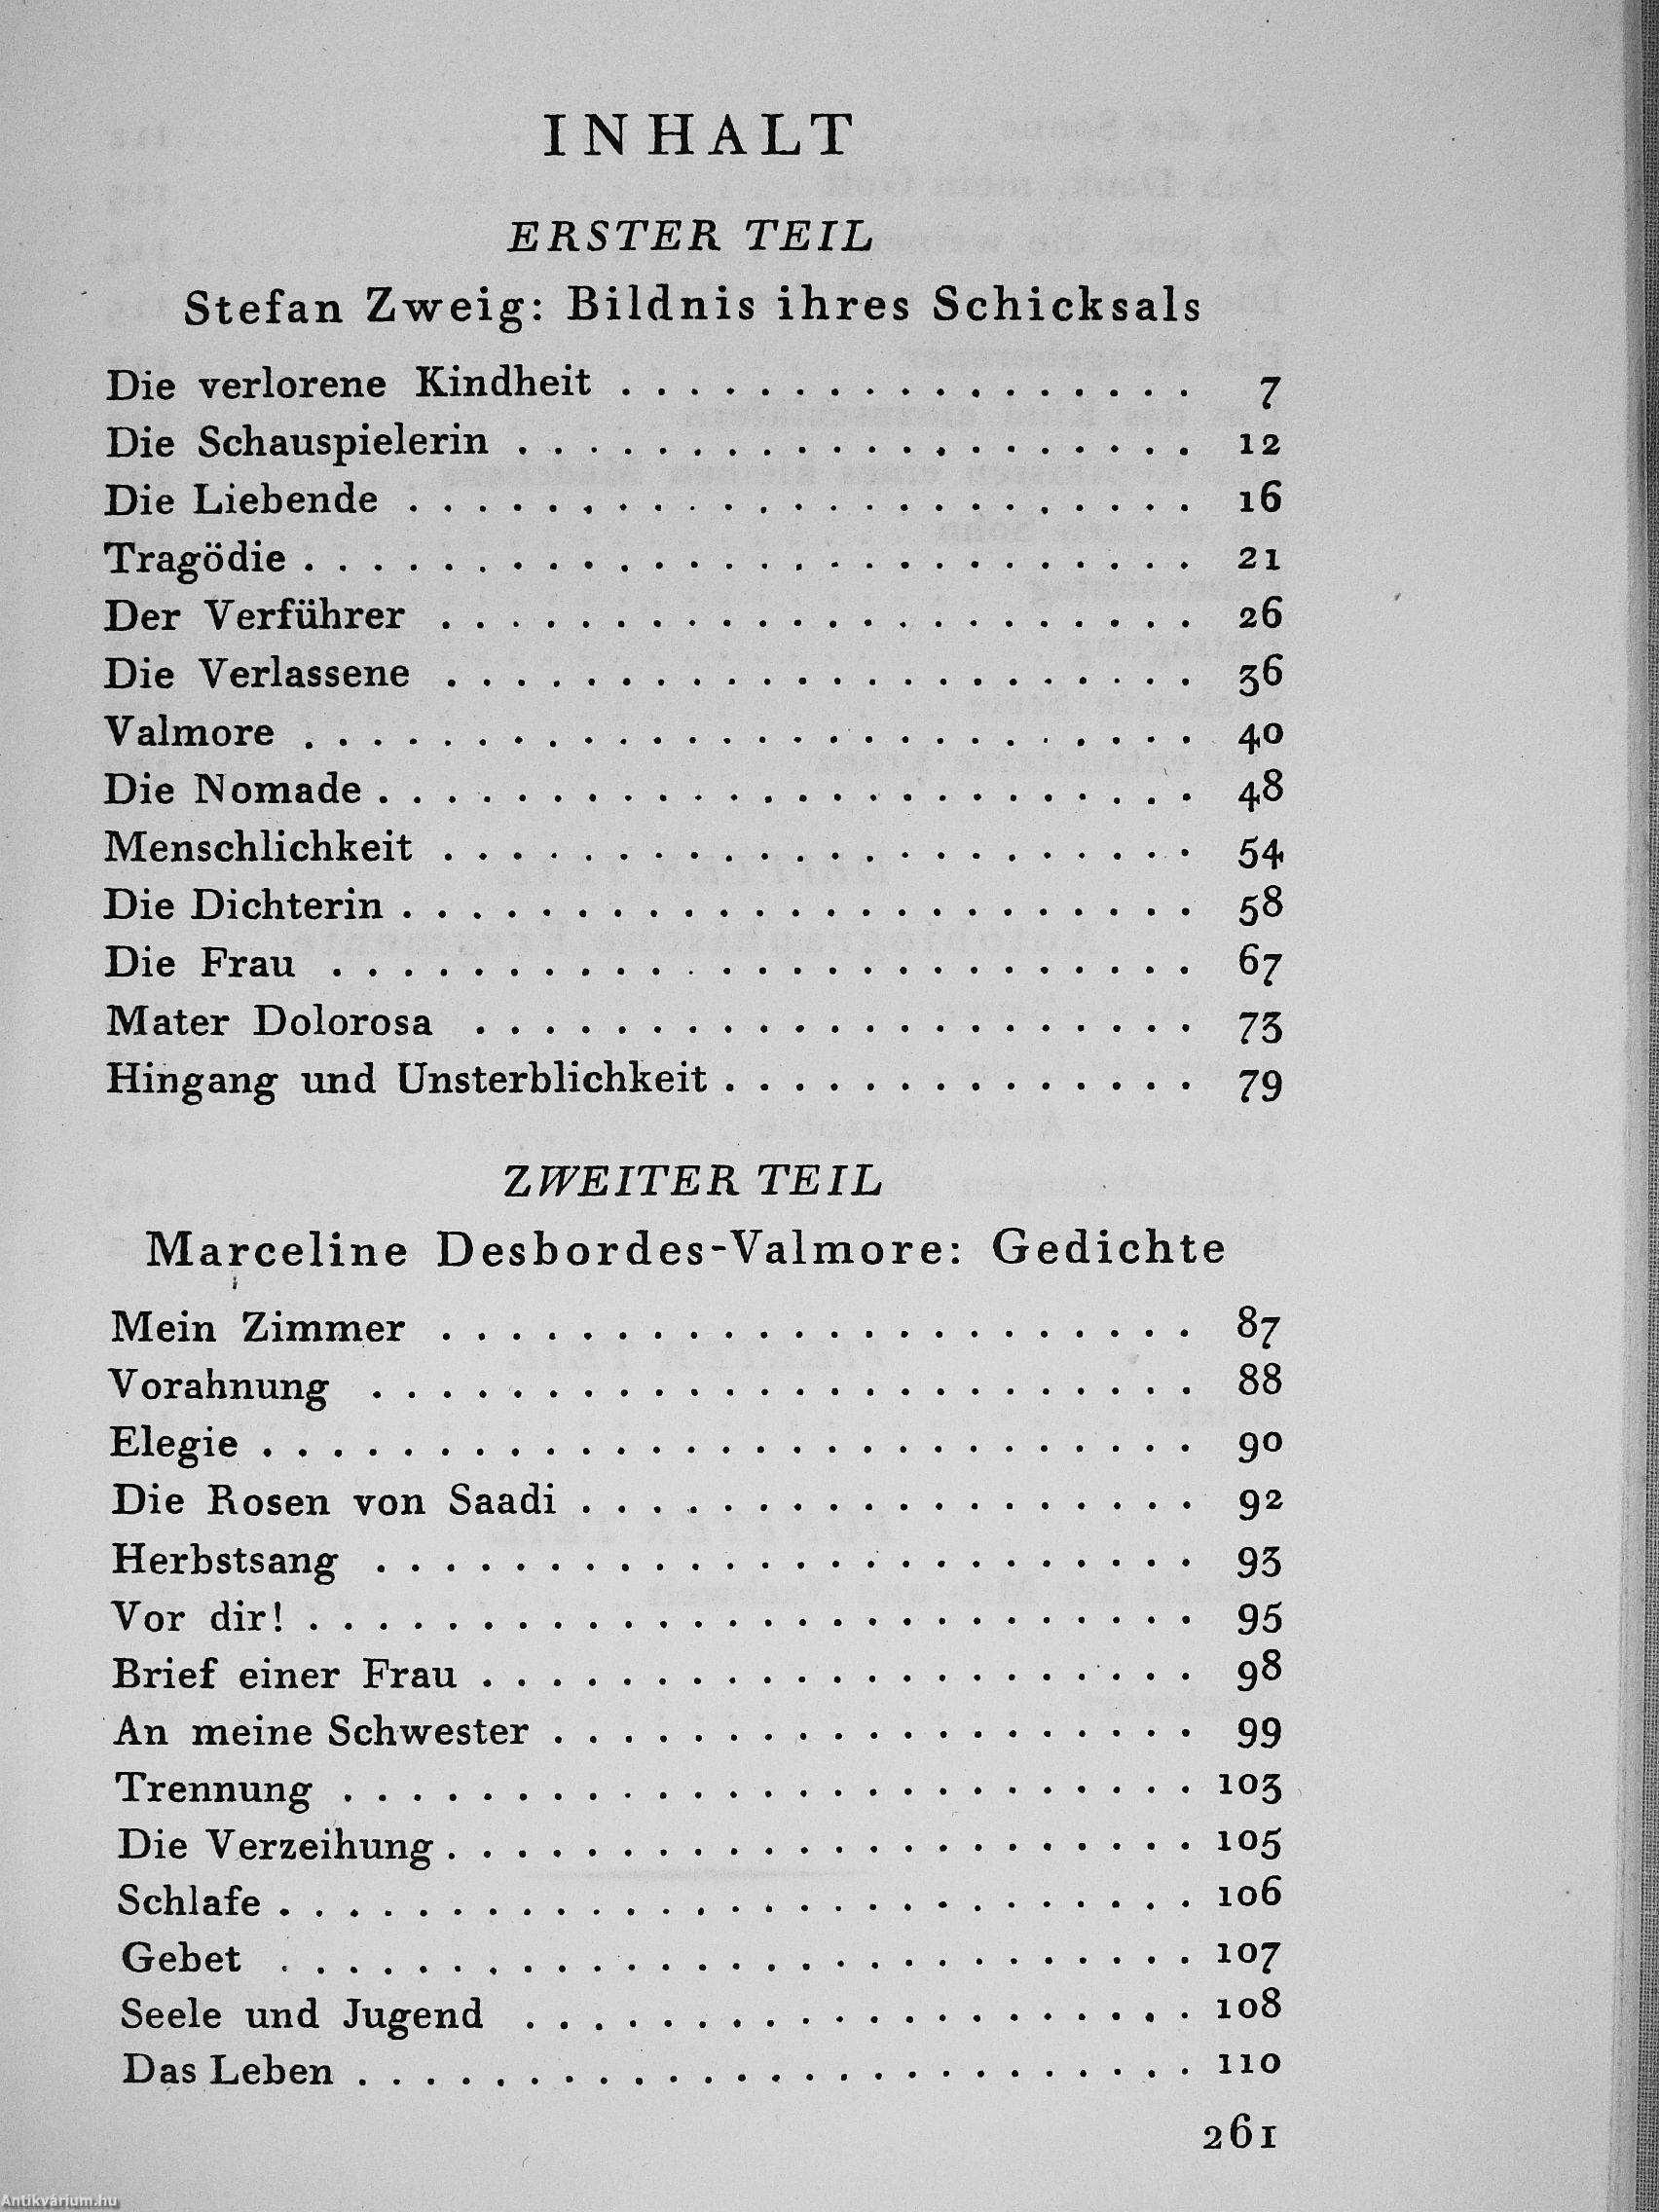 INHALT
ERSTER TEIL
Stefan Zweig: Bildnis ihres Schicksals
Die verlorene Kindheit . . . . . . . . . . . . . . . . . 7
Die Schauspielerin . . . . . . . . . . . . . . . . . . . . 12
Die Liebende . . . . . . . . . . . . . . . . . . . . . . . 16
Tragödie . . . . . . . . . . . . . . . . . . . . . . . . . . 21
Der Verführer . . . . . . . . . . . . . . . . . . . . . . 26
Die Verlassene . . . . . . . . . . . . . . . . . . . . . . 36
Valmore . . . . . . . . . . . . . . . . . . . . . . . . . . 40
Die Nomade . . . . . . . . . . . . . . . . . . . . . . . . 48
Menschlichkeit . . . . . . . . . . . . . . . . . . . . . . 54
Die Dichterin . . . . . . . . . . . . . . . . . . . . . . . 58
Die Frau . . . . . . . . . . . . . . . . . . . . . . . . . 67
Mater Dolorosa . . . . . . . . . . . . . . . . . . . . . 73
Hingang und Unsterblichkeit . . . . . . . . . . . . . . 79
ZWEITER TEIL
Marceline Desbordes-Valmore: Gedichte
Mein Zimmer . . . . . . . . . . . . . . . . . . . . . . 87
Vorahnung . . . . . . . . . . . . . . . . . . . . . . . . 88
Elegie . . . . . . . . . . . . . . . . . . . . . . . . . . . 90
Die Rosen von Saadi . . . . . . . . . . . . . . . . . . 92
Herbstsang . . . . . . . . . . . . . . . . . . . . . . . . 93
Vor dir! . . . . . . . . . . . . . . . . . . . . . . . . . . 95
Brief einer Frau . . . . . . . . . . . . . . . . . . . . . 98
An meine Schwester . . . . . . . . . . . . . . . . . . . 99
Trennung . . . . . . . . . . . . . . . . . . . . . . . . . 103
Die Verzeihung . . . . . . . . . . . . . . . . . . . . . . 105
Schlafe . . . . . . . . . . . . . . . . . . . . . . . . . . . 106
Gebet . . . . . . . . . . . . . . . . . . . . . . . . . . . 107
Seele und Jugend . . . . . . . . . . . . . . . . . . . . 108
Das Leben . . . . . . . . . . . . . . . . . . . . . . . . . 110
261
Antikvárium.hu